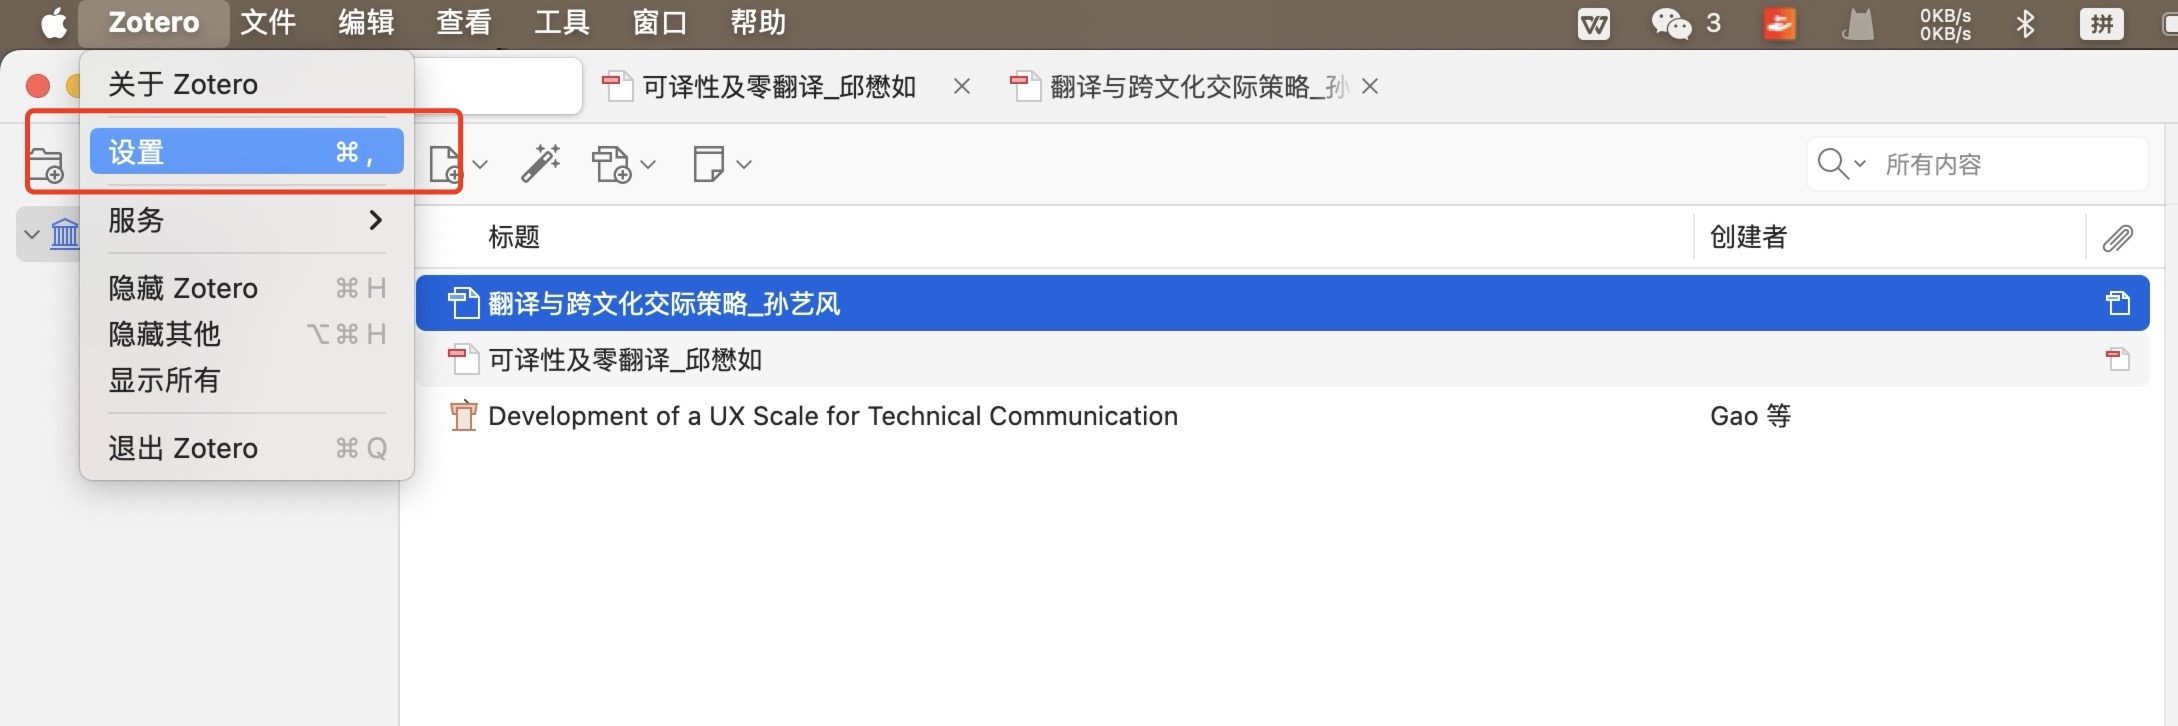 Zotero 文件 编辑 查看 工具 窗口 帮助 3 0KB/s 拼
0KB/s
关于 Zotero
可译性及零翻译_邱懋如
翻译与跨文化交际策略_孙
设置 ⌘ ,
所有内容
服务
标题 创建者
隐藏 Zotero ⌘ H
隐藏其他 ⌥ ⌘ H
显示所有
退出 Zotero ⌘ Q
翻译与跨文化交际策略_孙艺风
可译性及零翻译_邱懋如
Development of a UX Scale for Technical Communication Gao 等